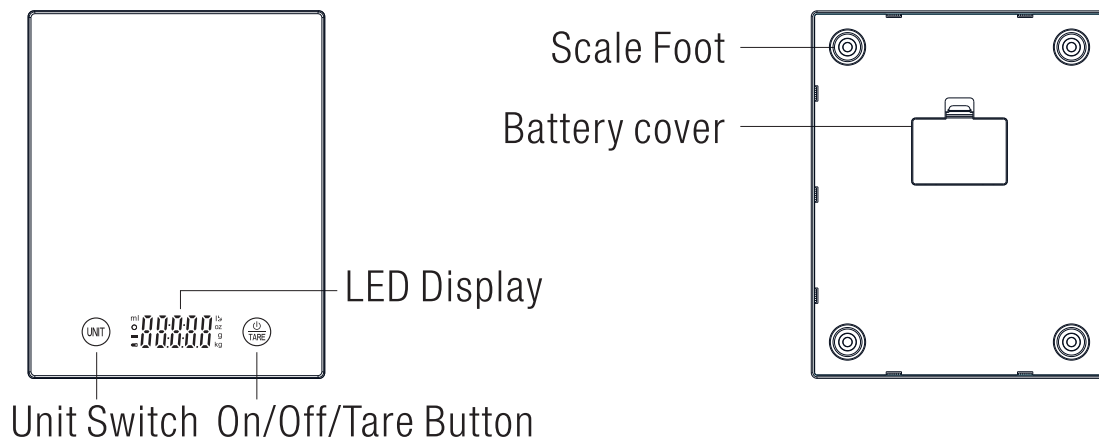 Scale Foot
Battery cover
LED Display
UNIT
ml
oz
g
kg
TARE
Unit Switch
On/Off/Tare Button